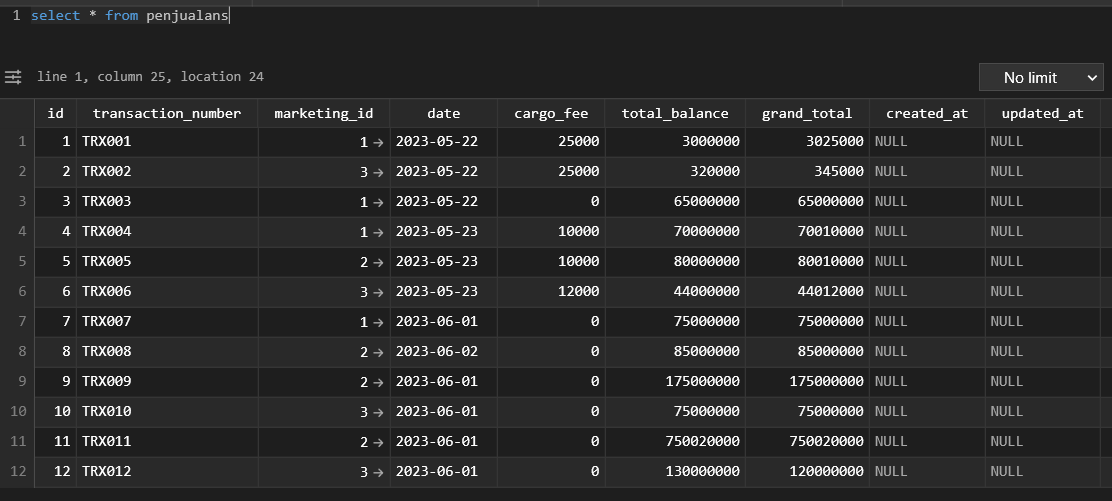 1 select * from penjualans
line 1, column 25, location 24
No limit
id transaction_number marketing_id date cargo_fee total_balance grand_total created_at updated_at
1 1 TRX001 1 → 2023-05-22 25000 3000000 3025000 NULL NULL
2 2 TRX002 3 → 2023-05-22 25000 320000 345000 NULL NULL
3 3 TRX003 1 → 2023-05-22 0 65000000 65000000 NULL NULL
4 4 TRX004 1 → 2023-05-23 10000 70000000 70010000 NULL NULL
5 5 TRX005 2 → 2023-05-23 10000 80000000 80010000 NULL NULL
6 6 TRX006 3 → 2023-05-23 12000 44000000 44012000 NULL NULL
7 7 TRX007 1 → 2023-06-01 0 75000000 75000000 NULL NULL
8 8 TRX008 2 → 2023-06-02 0 85000000 85000000 NULL NULL
9 9 TRX009 2 → 2023-06-01 0 175000000 175000000 NULL NULL
10 10 TRX010 3 → 2023-06-01 0 75000000 75000000 NULL NULL
11 11 TRX011 2 → 2023-06-01 0 750020000 750020000 NULL NULL
12 12 TRX012 3 → 2023-06-01 0 130000000 120000000 NULL NULL